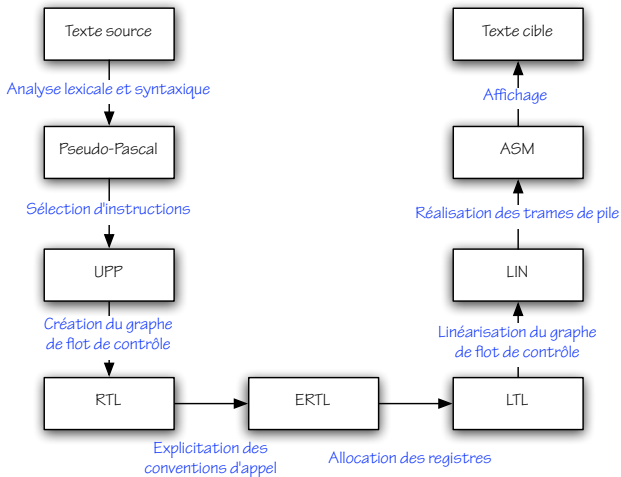 Texte source
Texte cible
Analyse lexicale et syntaxique
Affichage
Pseudo-Pascal
ASM
Sélection d'instructions
Réalisation des trames de pile
UPP
LIN
Création du graphe
de flot de contrôle
Linéarisation du graphe
de flot de contrôle
RTL
ERTL
LTL
Explicitation des
conventions d'appel
Allocation des registres